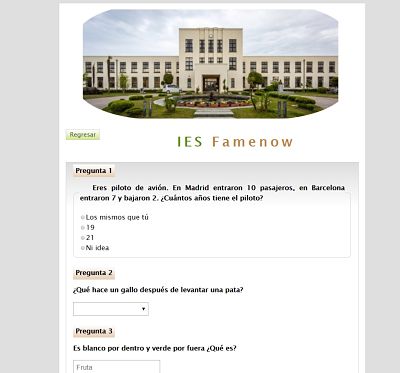 Regresar
IES Famenow
Pregunta 1
Eres piloto de avión. En Madrid entraron 10 pasajeros, en Barcelona
entraron 7 y bajaron 2. ¿Cuántos años tiene el piloto?
Los mismos que tú
19
21
Ni idea
Pregunta 2
¿Qué hace un gallo después de levantar una pata?
Pregunta 3
Es blanco por dentro y verde por fuera ¿Qué es?
Fruta